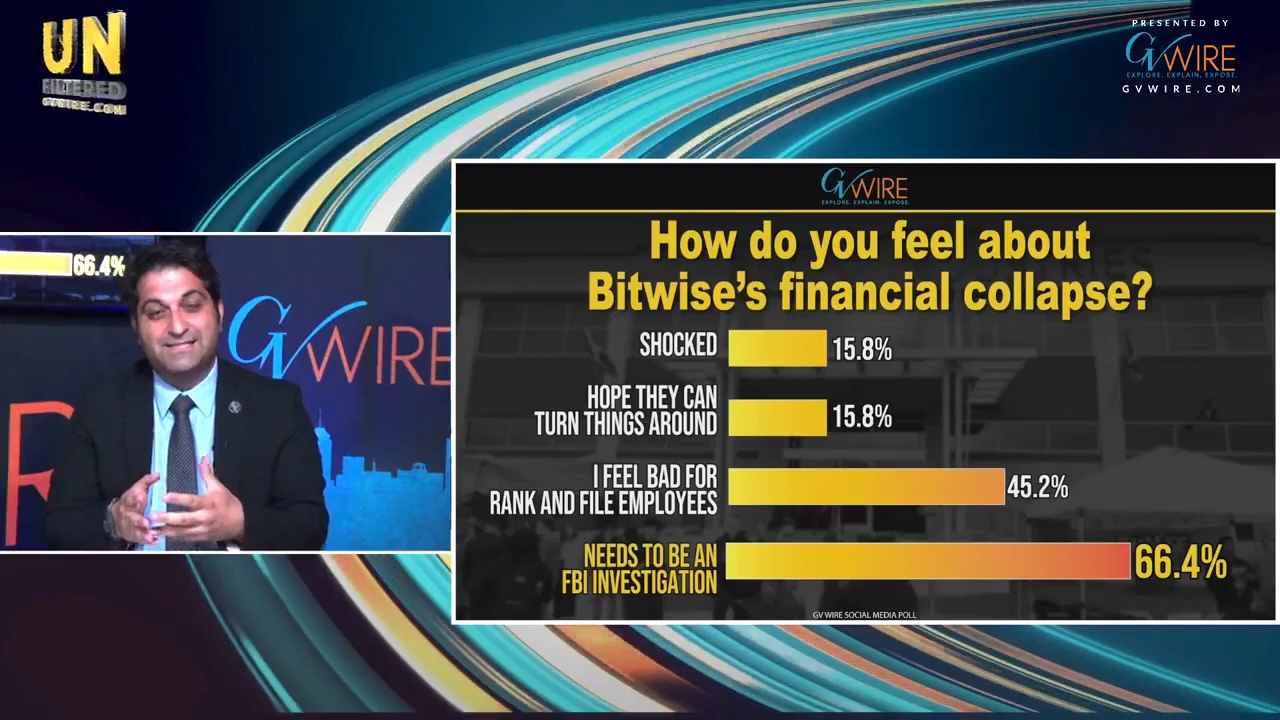 UN
FILTERED
GVWIRE.COM
PRESENTED BY
GVWIRE
EXPLORE. EXPLAIN. EXPOSE.
GVWIRE.COM
66.4%
GVWIRE
GVWIRE
EXPLORE. EXPLAIN. EXPOSE.
How do you feel about
Bitwise's financial collapse?
SHOCKED
15.8%
HOPE THEY CAN
TURN THINGS AROUND
15.8%
I FEEL BAD FOR
RANK AND FILE EMPLOYEES
45.2%
NEEDS TO BE AN
FBI INVESTIGATION
66.4%
GV WIRE SOCIAL MEDIA POLL